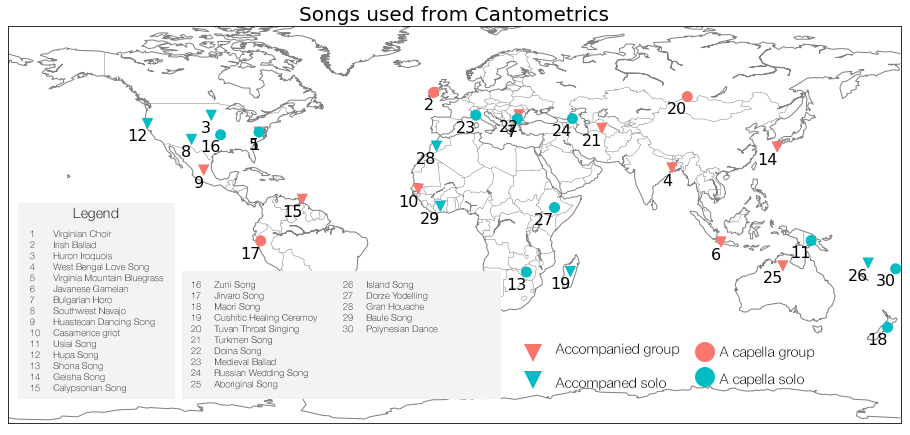 Songs used from Cantometrics
2
20
3
12
16
5
1
8
23
22
7
24
21
14
28
9
4
10
15
29
27
17
6
11
13
19
25
26
30
18
Legend
1 Virginian Choir
2 Irish Ballad
3 Huron Iroquois
4 West Bengal Love Song
5 Virginia Mountain Bluegrass
6 Javanese Gamelan
7 Bulgarian Horo
8 Southwest Navajo
9 Huastecan Dancing Song
10 Casamence griot
11 Usiai Song
12 Hupa Song
13 Shona Song
14 Geisha Song
15 Calypsonian Song
16 Zuni Song
17 Jivaro Song
18 Maori Song
19 Cushitic Healing Ceremoy
20 Tuvan Throat Singing
21 Turkmen Song
22 Doina Song
23 Medieval Ballad
24 Russian Wedding Song
25 Aboriginal Song
26 Island Song
27 Dorze Yodelling
28 Gran Houache
29 Baule Song
30 Polynesian Dance
Accompanied group
Accompaned solo
A capella group
A capella solo